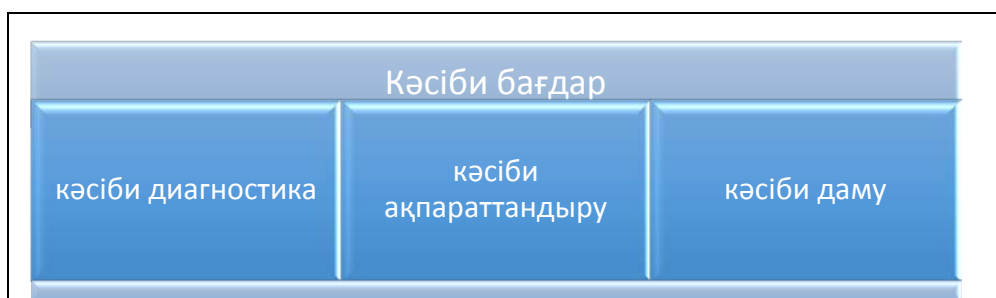 Кәсіби бағдар
кәсіби диагностика
кәсіби
ақпараттандыру
кәсіби даму